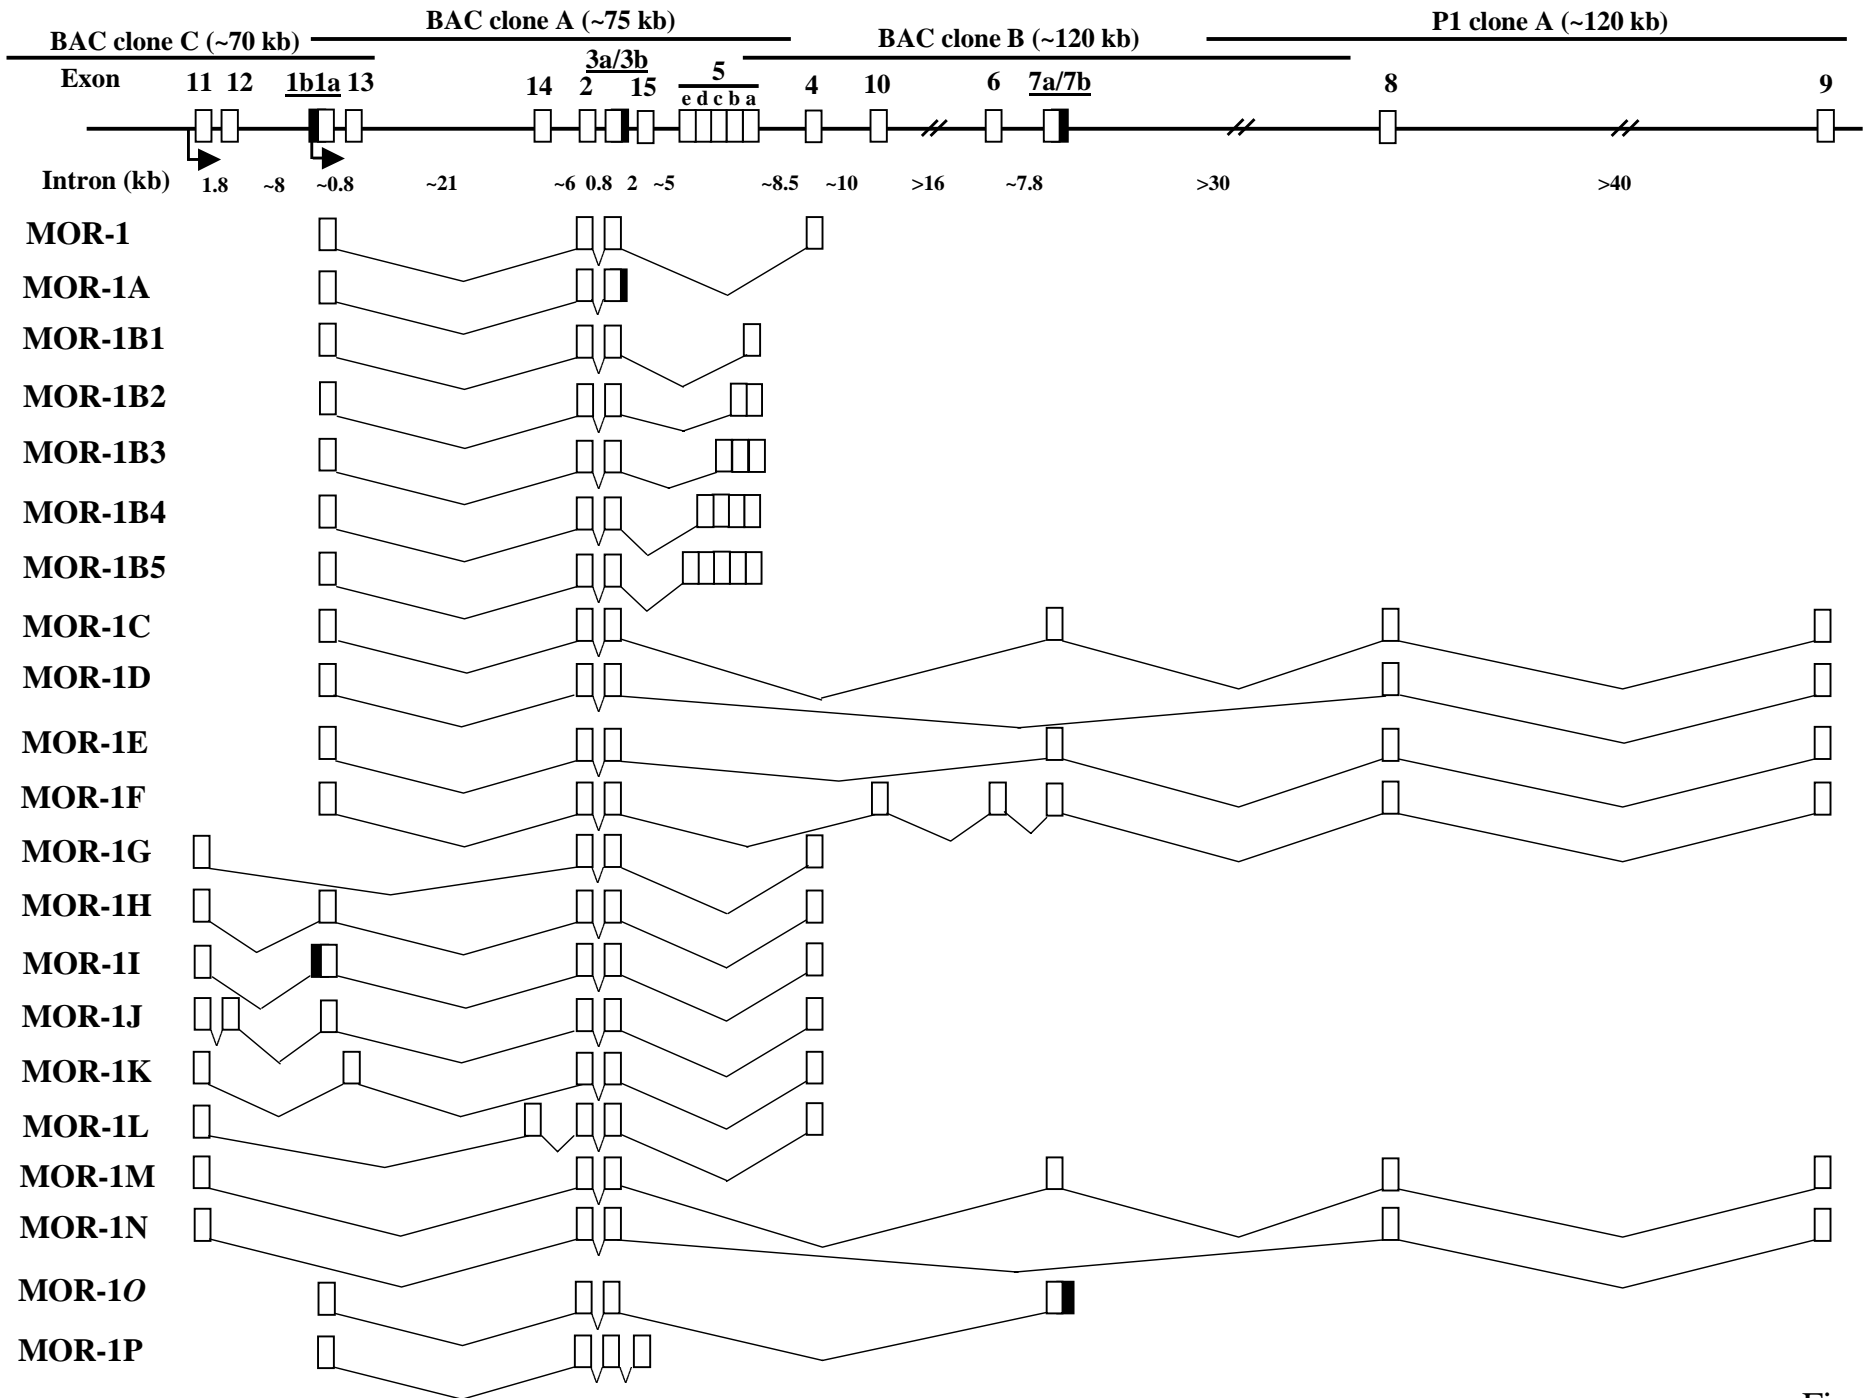 BAC clone A (~75 kb)
P1 clone A (~120 kb)
BAC clone C (~70 kb)
BAC clone B (~120 kb)
Exon 11 12 1b1a 13 14 2 3a/3b 15 5 4 10 6 7a/7b 8 9
e d c b a
Intron (kb) 1.8 ~8 ~0.8 ~21 ~6 0.8 2 ~5 ~8.5 ~10 >16 ~7.8 >30 >40
MOR-1
MOR-1A
MOR-1B1
MOR-1B2
MOR-1B3
MOR-1B4
MOR-1B5
MOR-1C
MOR-1D
MOR-1E
MOR-1F
MOR-1G
MOR-1H
MOR-1I
MOR-1J
MOR-1K
MOR-1L
MOR-1M
MOR-1N
MOR-1O
MOR-1P